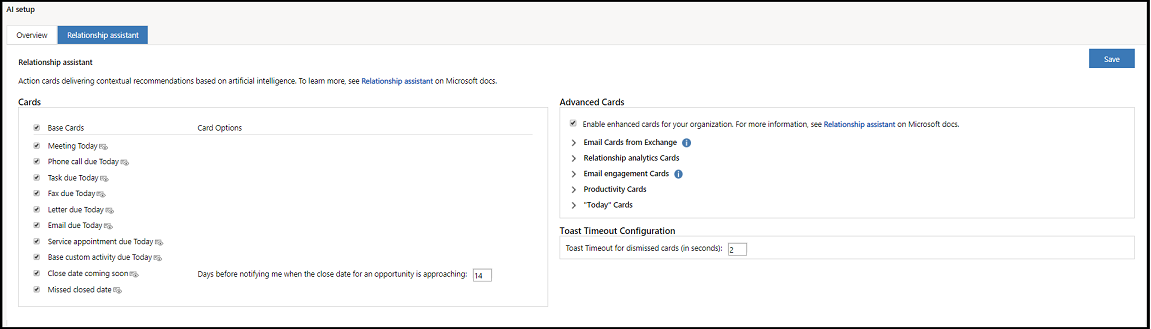 AI setup
Overview
Relationship assistant
Relationship assistant
Save
Action cards delivering contextual recommendations based on artificial intelligence. To learn more, see Relationship assistant on Microsoft docs.
Cards
Base Cards Card Options
Meeting Today
Phone call due Today
Task due Today
Fax due Today
Letter due Today
Email due Today
Service appointment due Today
Base custom activity due Today
Close date coming soon Days before notifying me when the close date for an opportunity is approaching: 14
Missed closed date
Advanced Cards
Enable enhanced cards for your organization. For more information, see Relationship assistant on Microsoft docs.
Email Cards from Exchange
Relationship analytics Cards
Email engagement Cards
Productivity Cards
"Today" Cards
Toast Timeout Configuration
Toast Timeout for dismissed cards (in seconds): 2